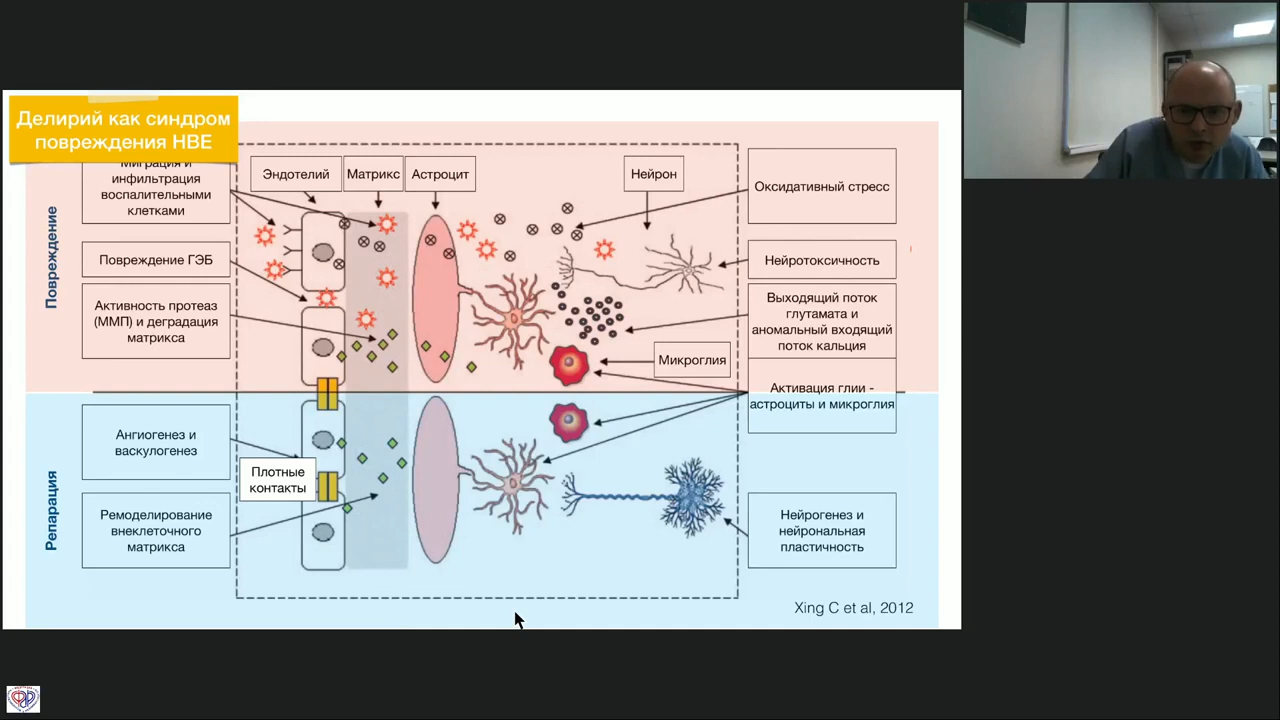 Делирий как синдром
повреждения НВЕ
Миграция и
инфильтрация
воспалительными
клетками
Эндотелий
Матрикс
Астроцит
Нейрон
Оксидативный стресс
Повреждение
Повреждение ГЭБ
Нейротоксичность
Активность протеаз
(ММП) и деградация
матрикса
Выходящий поток
глутамата и
аномальный входящий
поток кальция
Микроглия
Активация глии -
астроциты и микроглия
Репарация
Ангиогенез и
васкулогенез
Плотные
контакты
Ремоделирование
внеклеточного
матрикса
Нейрогенез и
нейрональная
пластичность
Xing C et al, 2012